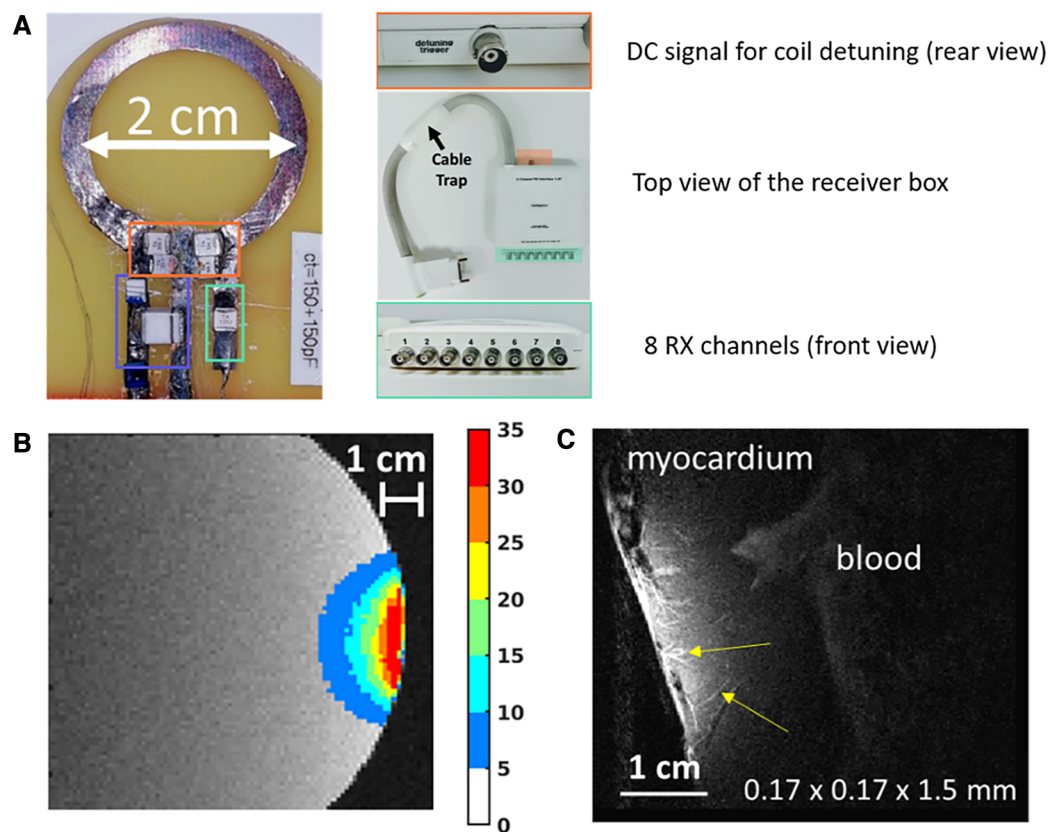 A
2 cm
ct=150+150pF
detuning
trigger
DC signal for coil detuning (rear view)
Cable
Trap
Top view of the receiver box
1 2 3 4 5 6 7 8
8 RX channels (front view)
B
1 cm
35
30
25
20
15
10
5
0
C
myocardium
blood
1 cm
0.17 x 0.17 x 1.5 mm